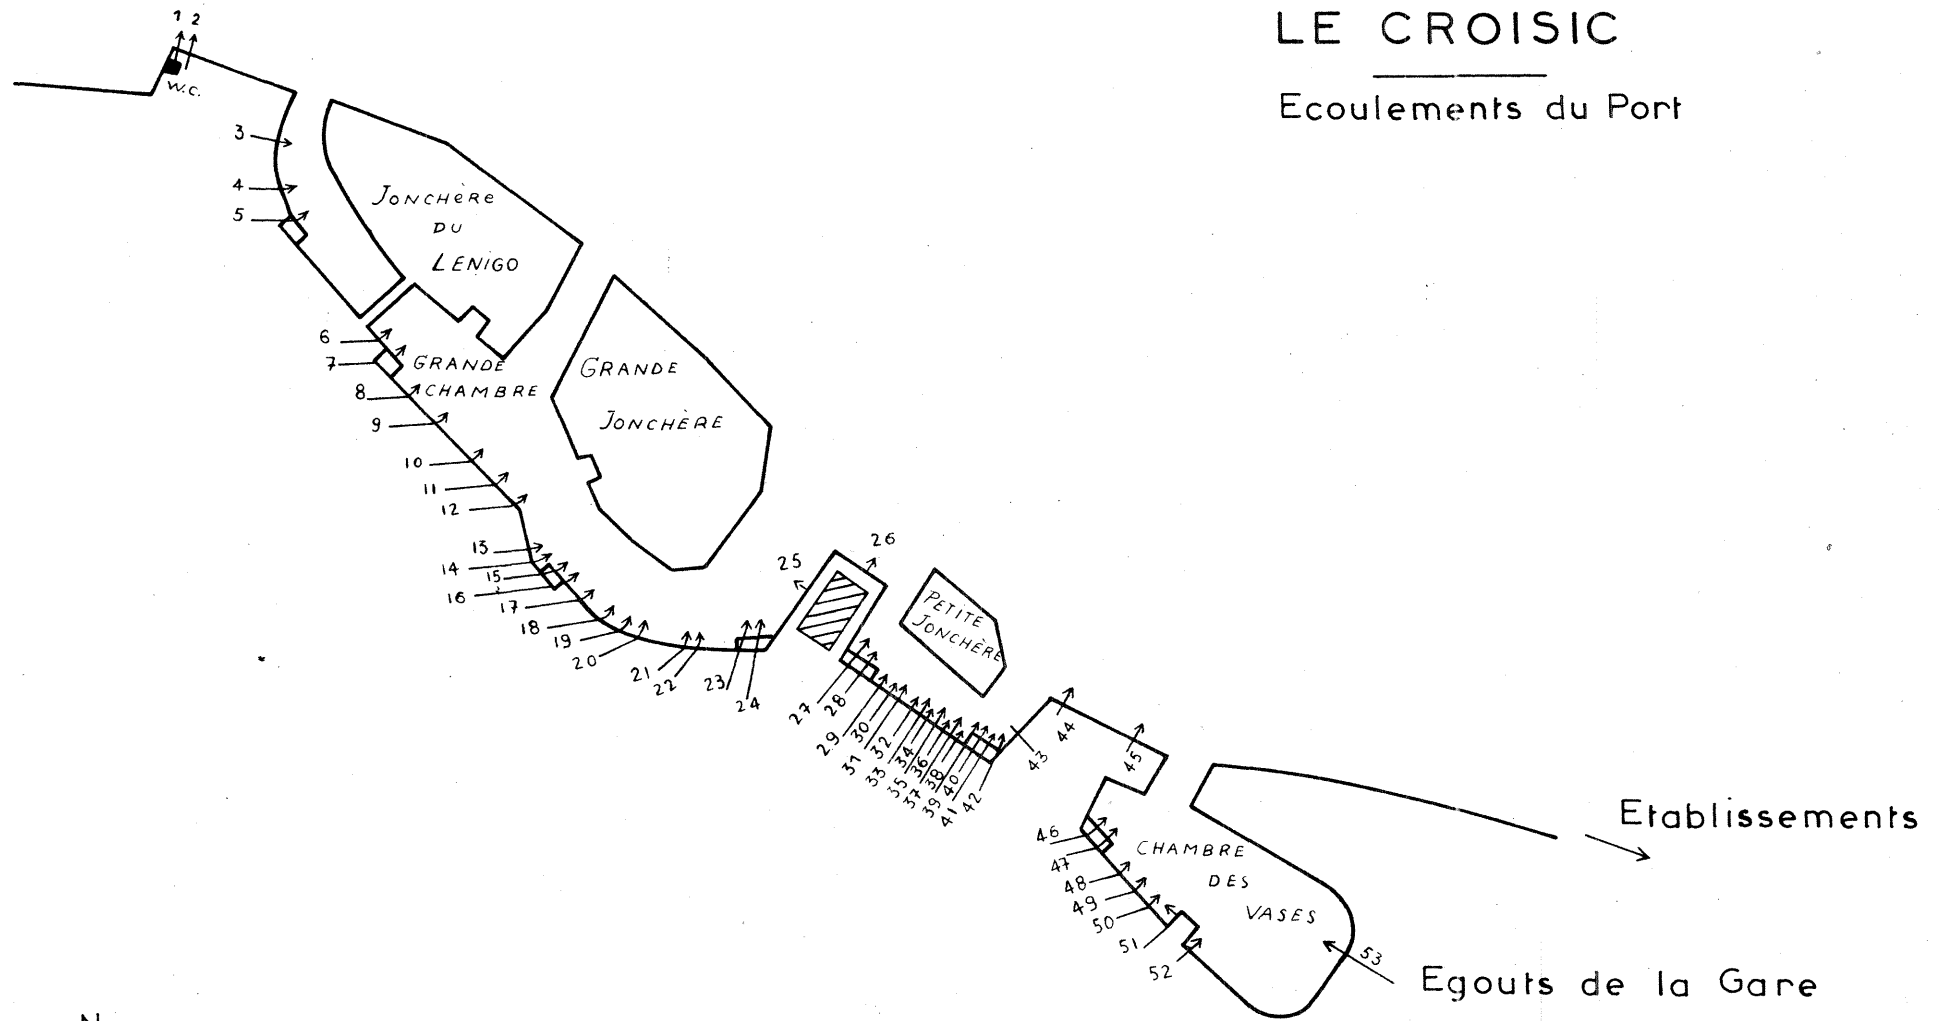 LE CROISIC
Ecoulements du Port
1 2
W.C.
3
4
5
JONCHÈRE
DU
LENIGO
6
7
GRANDE
CHAMBRE
8
9
10
11
12
GRANDE
JONCHÈRE
13
14
15
16
17
18
19
20
21
22
23
24
25
26
PETITE
JONCHÈRE
27
28
29
30
31
32
33
34
35
36
37
38
39
40
41
42
43
44
45
Etablissements
46
47
48
49
50
51
52
CHAMBRE
DES
VASES
53
Egouts de la Gare
N